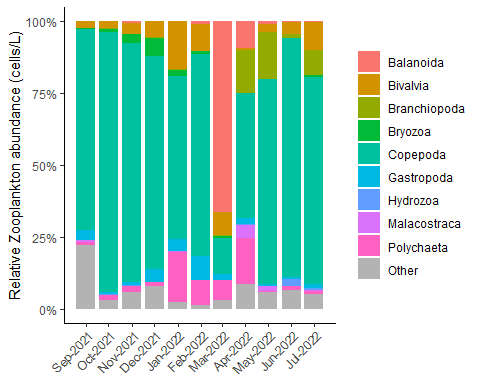 Relative Zooplankton abundance (cells/L)
100%
75%
50%
25%
0%
Sep-2021
Oct-2021
Nov-2021
Dec-2021
Jan-2022
Feb-2022
Mar-2022
Apr-2022
May-2022
Jun-2022
Jul-2022
Balanoida
Bivalvia
Branchiopoda
Bryozoa
Copepoda
Gastropoda
Hydrozoa
Malacostraca
Polychaeta
Other